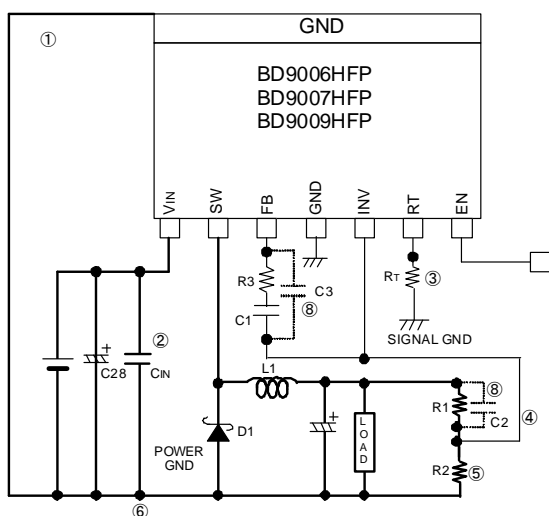 ①
GND
BD9006HFP
BD9007HFP
BD9009HFP
VIN
SW
FB
GND
INV
RT
EN
R3
C3
C1
⑧
RT
③
SIGNAL GND
②
C28
CIN
L1
⑧
R1
C2
④
D1
POWER
GND
LOAD
R2
⑤
⑥